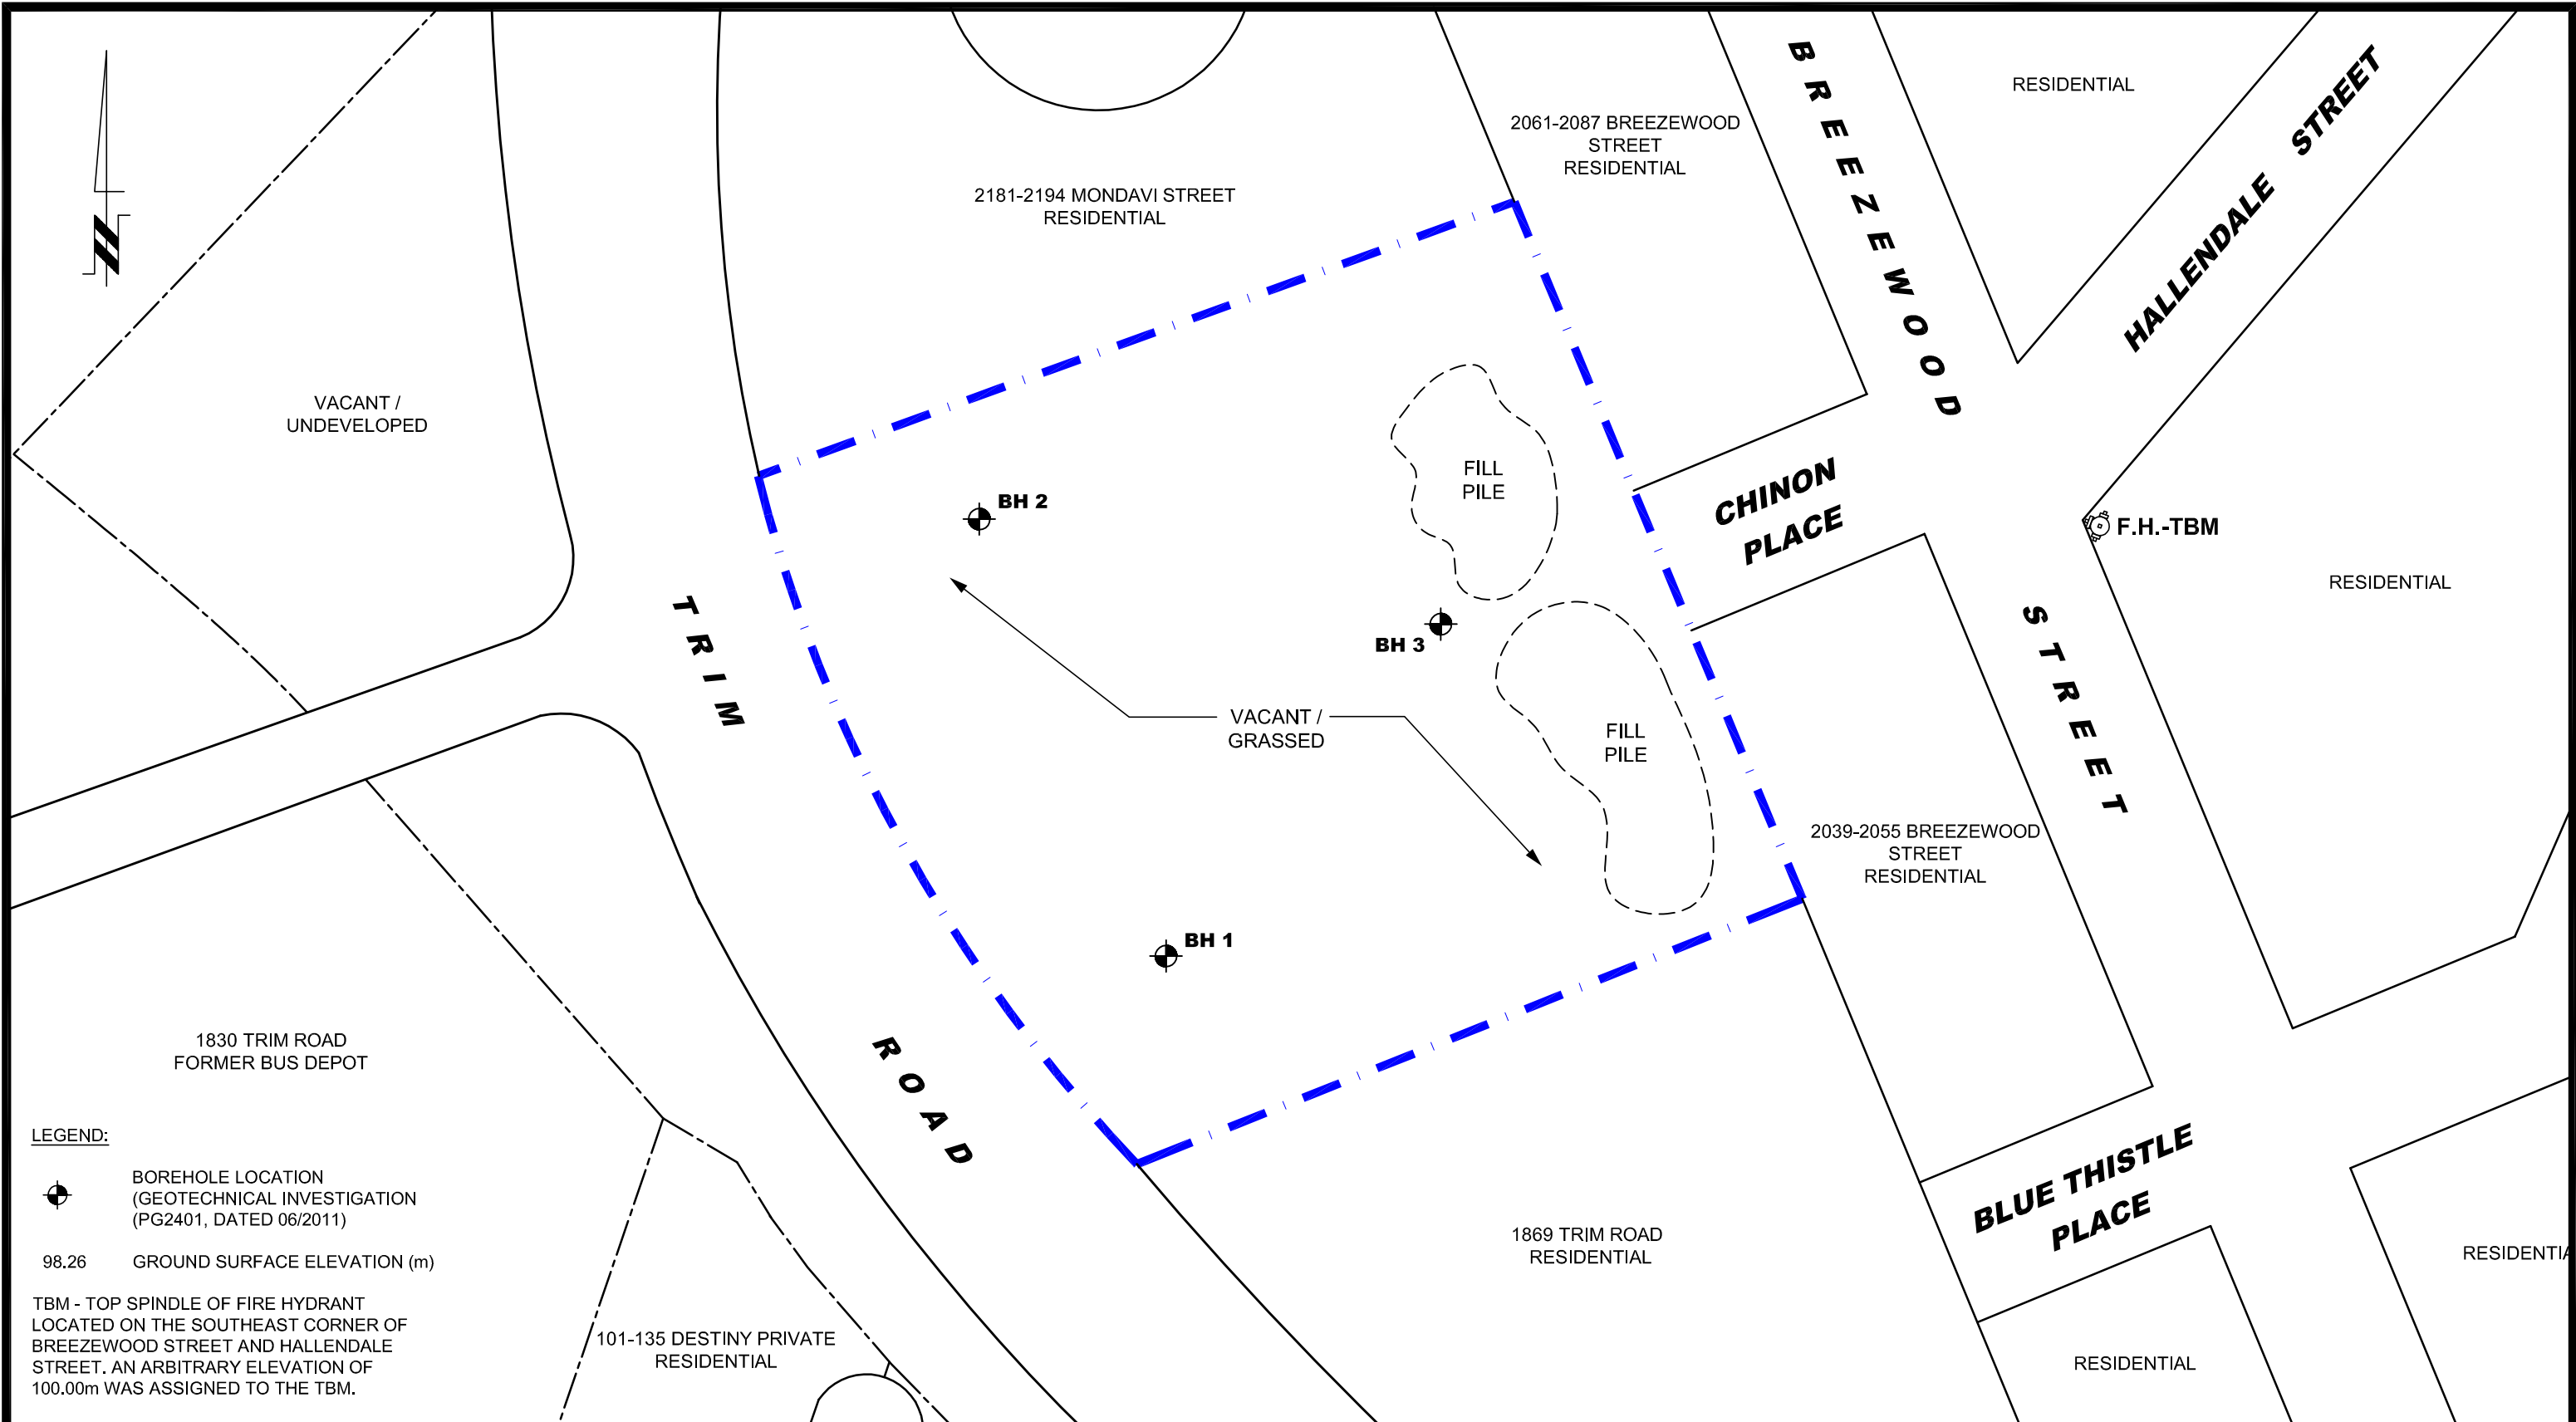 N
RESIDENTIAL
2061-2087 BREEZEWOOD
STREET
RESIDENTIAL
2181-2194 MONDAVI STREET
RESIDENTIAL
BREEZEWOOD
STREET
HALLENDALE STREET
VACANT /
UNDEVELOPED
BH 2
FILL
PILE
CHINON
PLACE
F.H.-TBM
RESIDENTIAL
TRIM
ROAD
BH 3
VACANT /
GRASSED
FILL
PILE
2039-2055 BREEZEWOOD
STREET
RESIDENTIAL
BH 1
1830 TRIM ROAD
FORMER BUS DEPOT
BLUE THISTLE
PLACE
1869 TRIM ROAD
RESIDENTIAL
RESIDENTIA
RESIDENTIAL
101-135 DESTINY PRIVATE
RESIDENTIAL
LEGEND:
BOREHOLE LOCATION
(GEOTECHNICAL INVESTIGATION
(PG2401, DATED 06/2011)
98.26 GROUND SURFACE ELEVATION (m)
TBM - TOP SPINDLE OF FIRE HYDRANT
LOCATED ON THE SOUTHEAST CORNER OF
BREEZEWOOD STREET AND HALLENDALE
STREET. AN ARBITRARY ELEVATION OF
100.00m WAS ASSIGNED TO THE TBM.